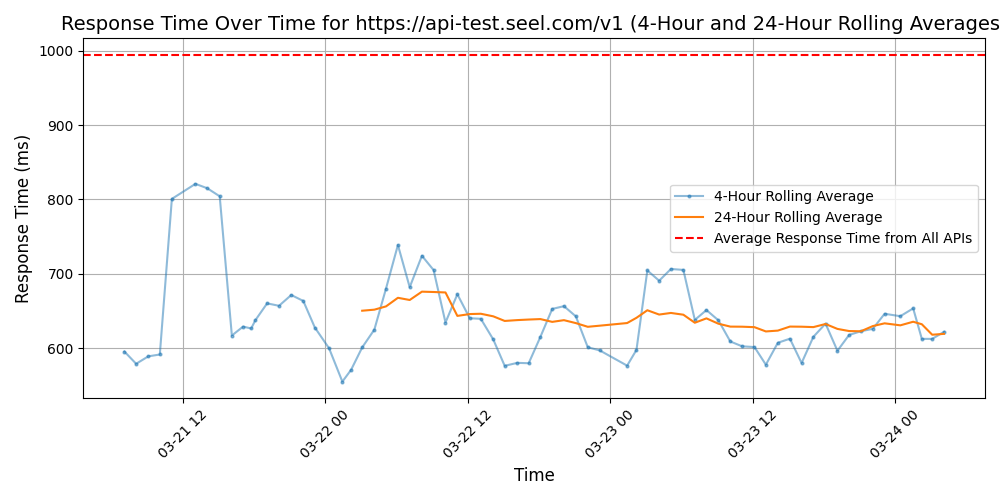 Response Time Over Time for https://api-test.seel.com/v1 (4-Hour and 24-Hour Rolling Averages
Response Time (ms)
1000
900
800
700
600
4-Hour Rolling Average
24-Hour Rolling Average
Average Response Time from All APIs
03-21 12
03-22 00
03-22 12
03-23 00
03-23 12
03-24 00
Time